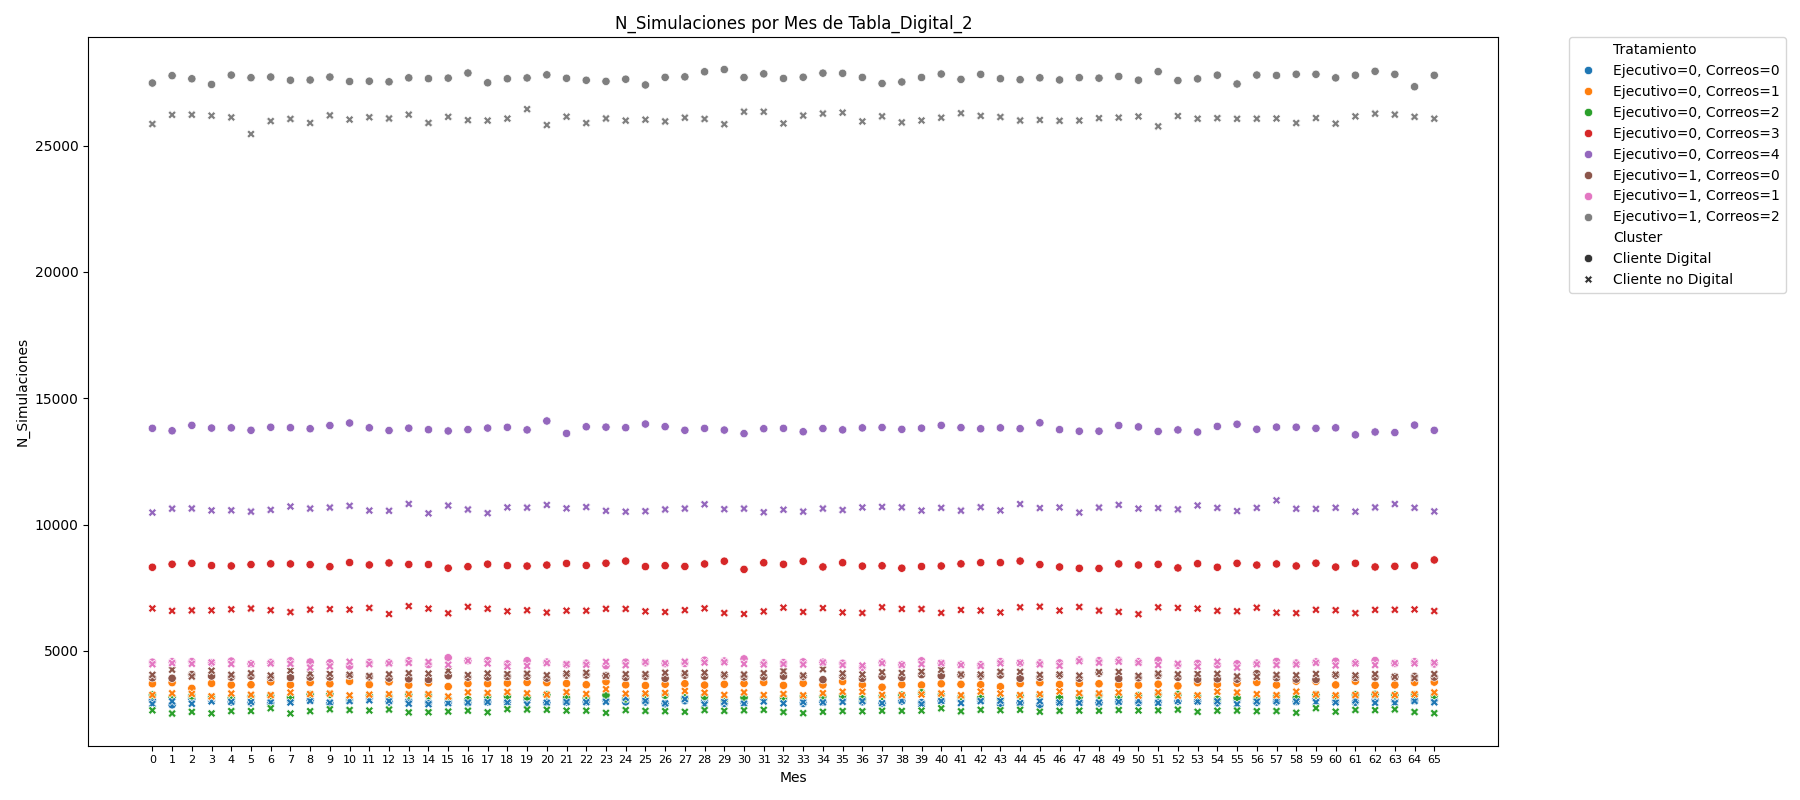 N_Simulaciones por Mes de Tabla_Digital_2
Tratamiento
Ejecutivo=0, Correos=0
Ejecutivo=0, Correos=1
Ejecutivo=0, Correos=2
Ejecutivo=0, Correos=3
Ejecutivo=0, Correos=4
Ejecutivo=1, Correos=0
Ejecutivo=1, Correos=1
Ejecutivo=1, Correos=2
Cluster
Cliente Digital
Cliente no Digital
N_Simulaciones
25000
20000
15000
10000
5000
0 1 2 3 4 5 6 7 8 9 10 11 12 13 14 15 16 17 18 19 20 21 22 23 24 25 26 27 28 29 30 31 32 33 34 35 36 37 38 39 40 41 42 43 44 45 46 47 48 49 50 51 52 53 54 55 56 57 58 59 60 61 62 63 64 65
Mes